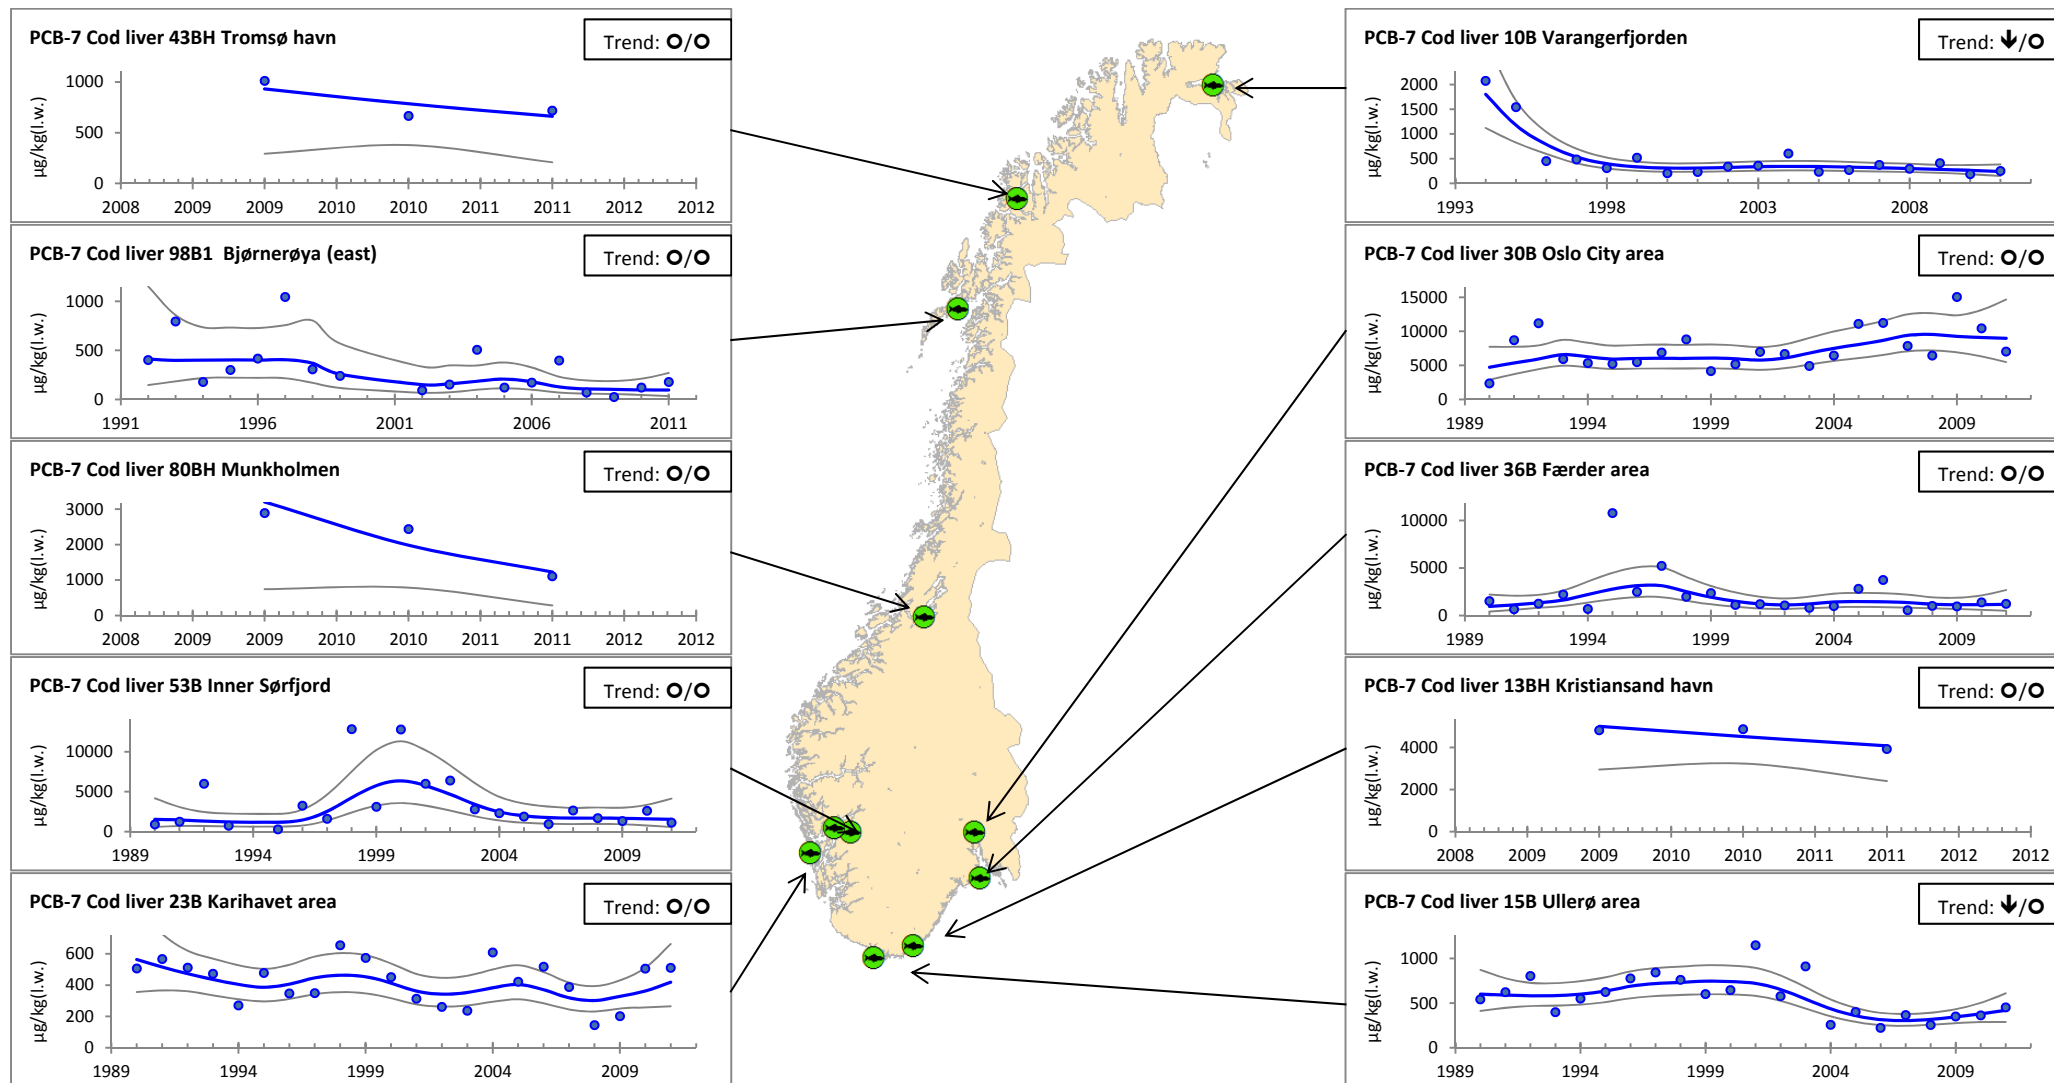 PCB-7 Cod liver 43BH Tromsø havn
Trend: O/O
µg/kg(l.w.)
1000
500
0
2008 2009 2009 2010 2010 2011 2011 2012 2012
PCB-7 Cod liver 98B1 Bjørnerøya (east)
Trend: O/O
µg/kg(l.w.)
1000
500
0
1991 1996 2001 2006 2011
PCB-7 Cod liver 80BH Munkholmen
Trend: O/O
µg/kg(l.w.)
3000
2000
1000
0
2008 2009 2009 2010 2010 2011 2011 2012 2012
PCB-7 Cod liver 53B Inner Sørfjord
Trend: O/O
µg/kg(l.w.)
10000
5000
0
1989 1994 1999 2004 2009
PCB-7 Cod liver 23B Karihavet area
Trend: O/O
µg/kg(l.w.)
600
400
200
0
1989 1994 1999 2004 2009
PCB-7 Cod liver 10B Varangerfjorden
Trend: ↓/O
µg/kg(l.w.)
2000
1500
1000
500
0
1993 1998 2003 2008
PCB-7 Cod liver 30B Oslo City area
Trend: O/O
µg/kg(l.w.)
15000
10000
5000
0
1989 1994 1999 2004 2009
PCB-7 Cod liver 36B Færder area
Trend: O/O
µg/kg(l.w.)
10000
5000
0
1989 1994 1999 2004 2009
PCB-7 Cod liver 13BH Kristiansand havn
Trend: O/O
µg/kg(l.w.)
4000
2000
0
2008 2009 2009 2010 2010 2011 2011 2012 2012
PCB-7 Cod liver 15B Ullerø area
Trend: ↓/O
µg/kg(l.w.)
1000
500
0
1989 1994 1999 2004 2009